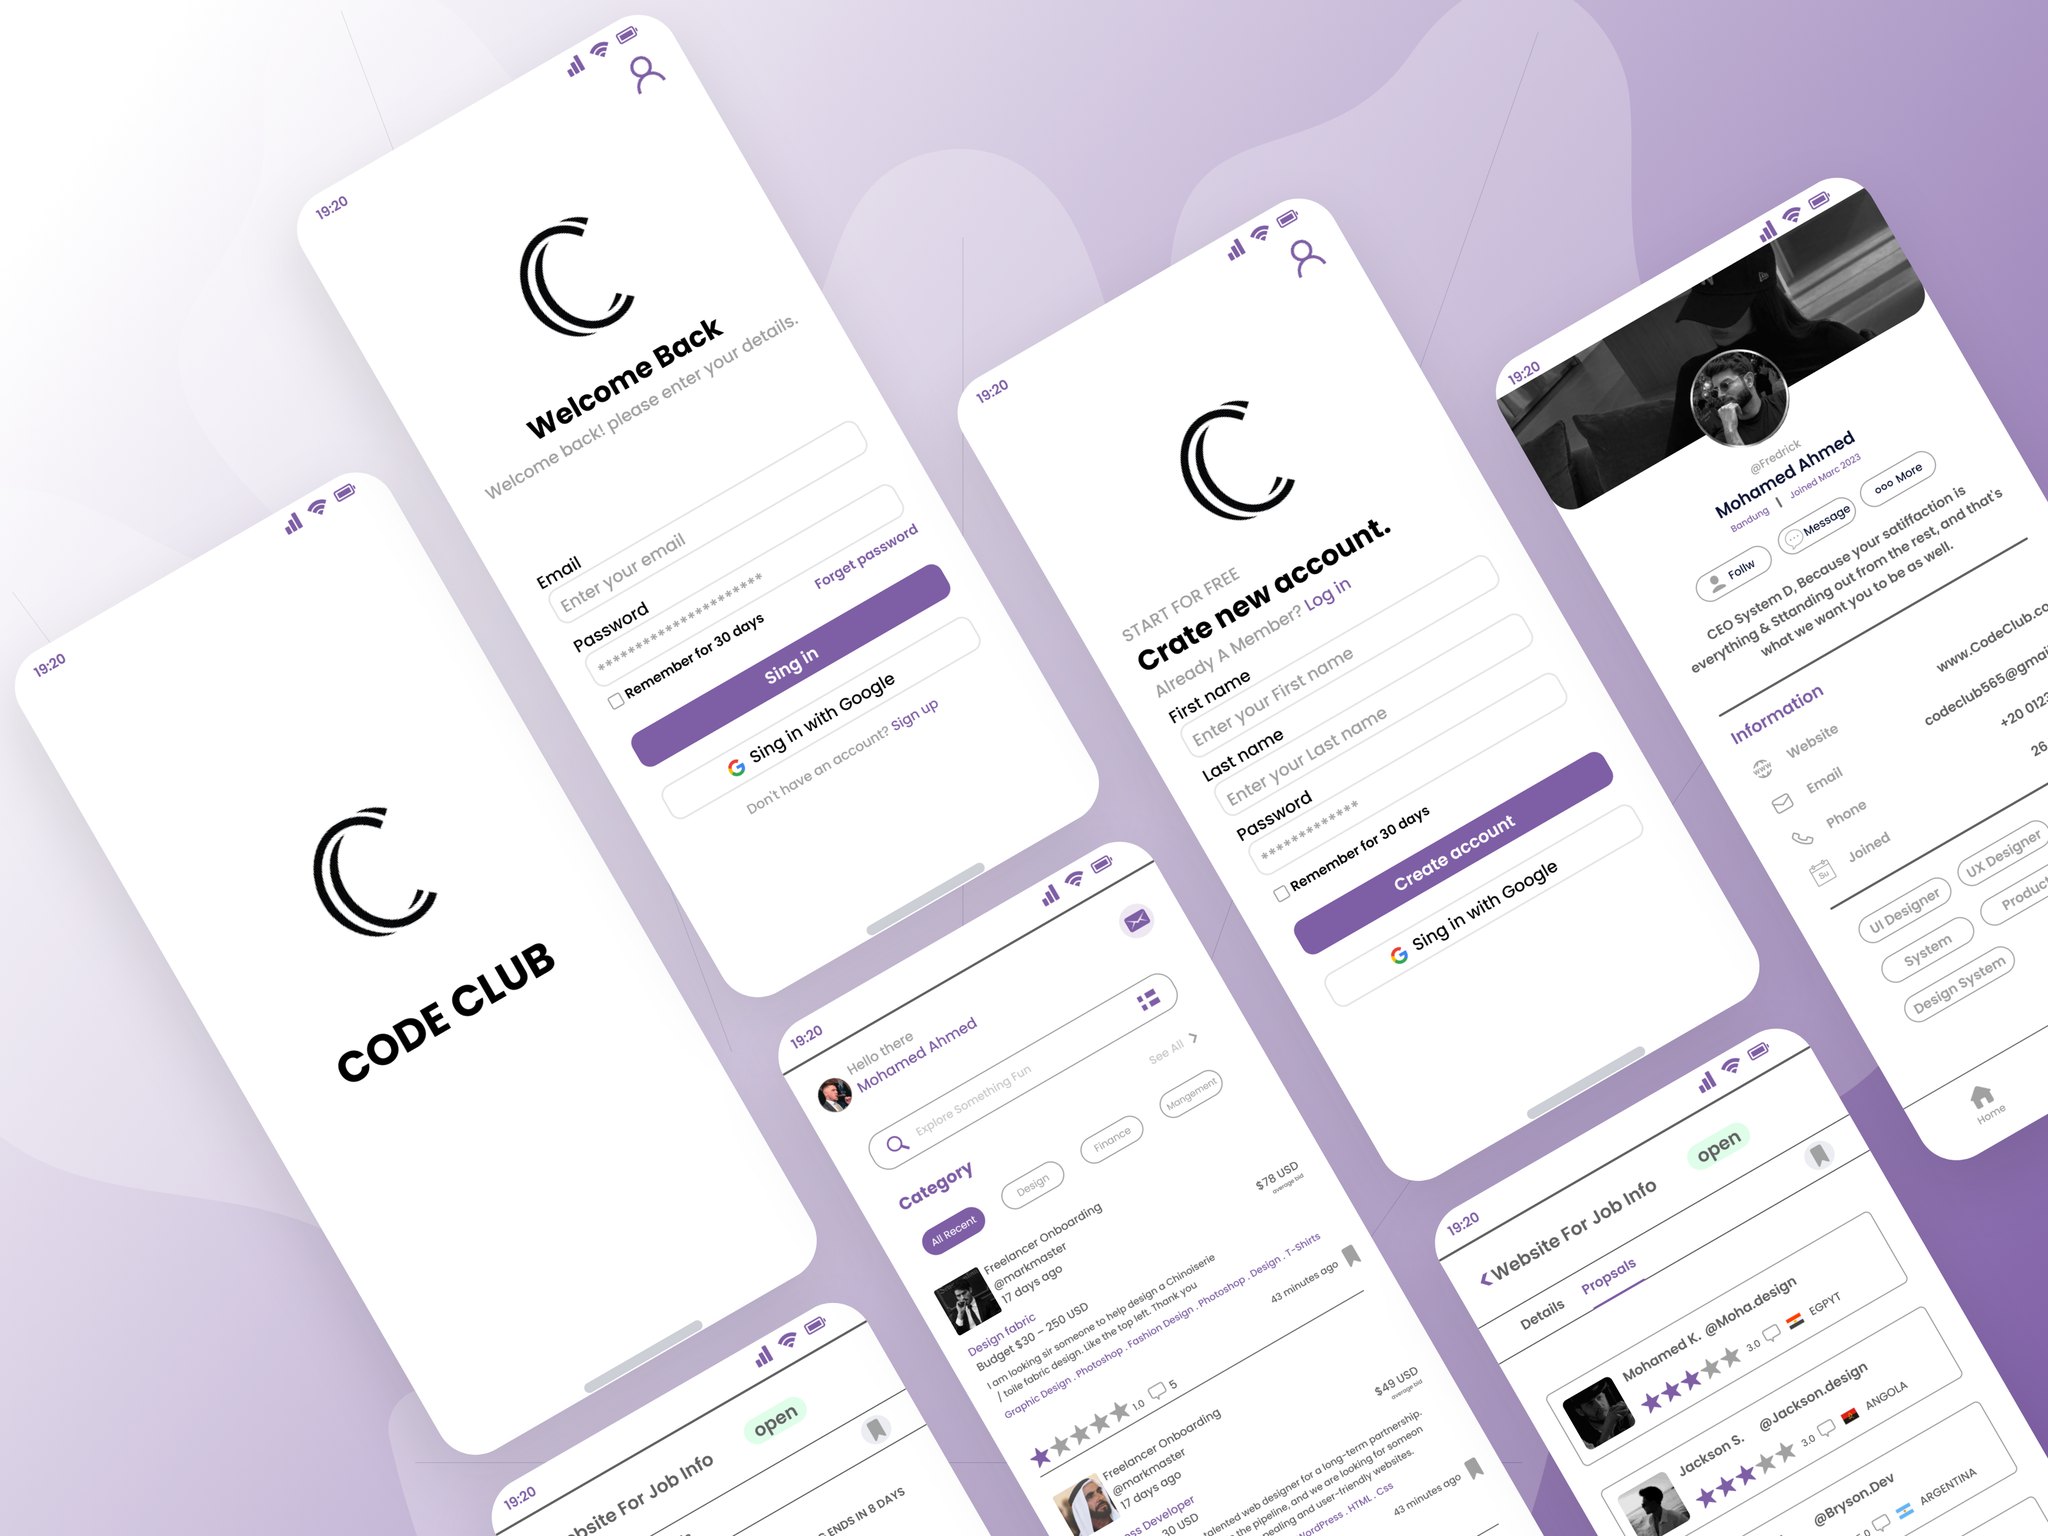 19:20
CODE CLUB
19:20
Welcome Back
Welcome back! please enter your details.
Email
Enter your email
Password
********************
Remember for 30 days
Forget password
Sing in
Sing in with Google
Don't have an account? Sign up
19:20
START FOR FREE
Crate new account.
Already A Member? Log in
First name
Enter your First name
Last name
Enter your Last name
Password
************
Remember for 30 days
Create account
Sing in with Google
19:20
@Fredrick
Mohamed Ahmed
Bandung | Joined Marc 2023
Follw
Message
More
CEO System D, Because your satiffaction is
everything & Sttanding out from the rest, and that's
what we want you to be as well.
Information
Website
www.CodeClub.co
Email
codeclub565@gmai
Phone
+20 012
Joined
26
UI Designer
UX Designer
System
Product
Design System
Home
19:20
Hello there
Mohamed Ahmed
Explore Something Fun
Category
See All
All Recent
Design
Finance
Mangement
Freelancer Onboarding
@markmaster
17 days ago
$78 USD
average bid
Design fabric
Budget $30 – 250 USD
I am looking sir someone to help design a Chinoiserie
/ toile fabric design. Like the top left. Thank you
Graphic Design . Photoshop . Fashion Design . Photoshop . Design . T-Shirts
1.0
5
43 minutes ago
Freelancer Onboarding
@markmaster
17 days ago
$49 USD
average bid
ess Developer
30 USD
talented web designer for a long-term partnership.
the pipeline, and we are looking for someon
pealing and user-friendly websites.
WordPress . HTML . Css
43 minutes ago
19:20
bsite For Job Info
open
ENDS IN 8 DAYS
19:20
Website For Job Info
open
Details
Propsals
Mohamed K. @Moha.design
3.0
EGPYT
Jackson S. @Jackson.design
3.0
ANGOLA
@Bryson.Dev
.0
ARGENTINA